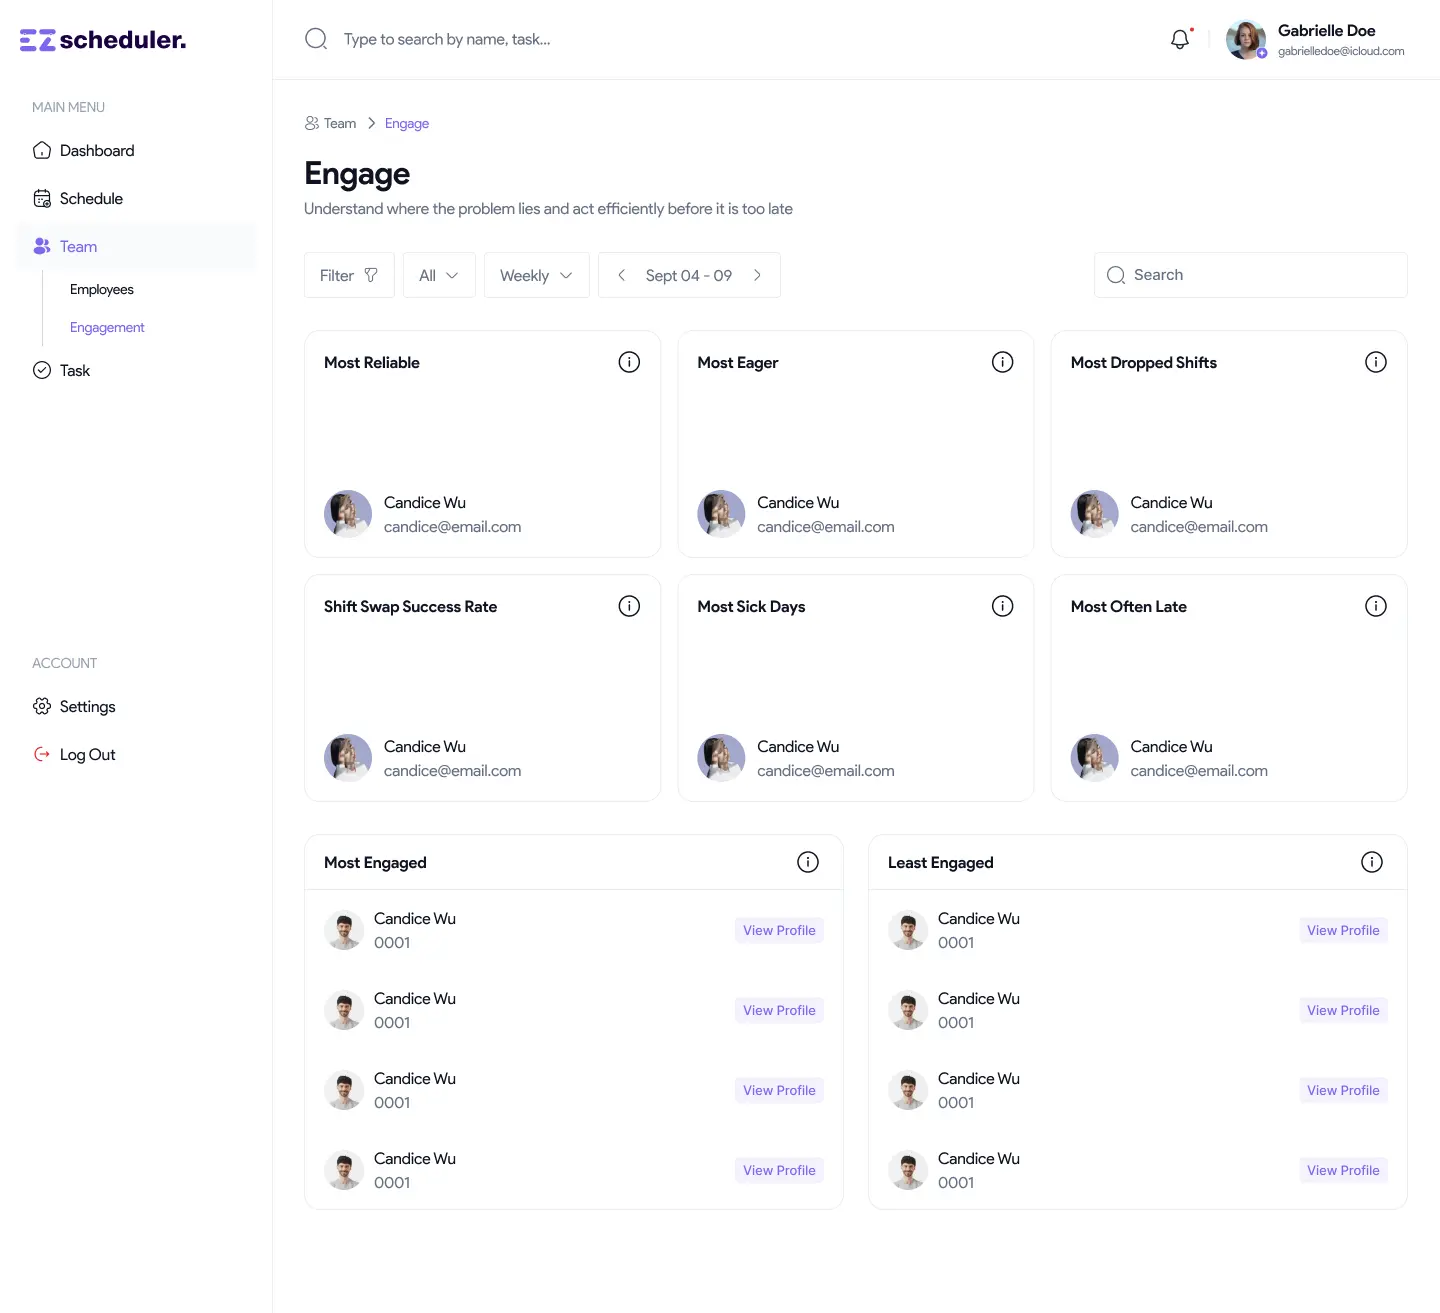 EZ scheduler.
Type to search by name, task...
Gabrielle Doe
gabrielledoe@icloud.com
MAIN MENU
Dashboard
Schedule
Team
Employees
Engagement
Task
ACCOUNT
Settings
Log Out
Team > Engage
Engage
Understand where the problem lies and act efficiently before it is too late
Filter
All
Weekly
Sept 04 - 09
Search
Most Reliable
Candice Wu
candice@email.com
Most Eager
Candice Wu
candice@email.com
Most Dropped Shifts
Candice Wu
candice@email.com
Shift Swap Success Rate
Candice Wu
candice@email.com
Most Sick Days
Candice Wu
candice@email.com
Most Often Late
Candice Wu
candice@email.com
Most Engaged
Candice Wu
0001
View Profile
Candice Wu
0001
View Profile
Candice Wu
0001
View Profile
Candice Wu
0001
View Profile
Least Engaged
Candice Wu
0001
View Profile
Candice Wu
0001
View Profile
Candice Wu
0001
View Profile
Candice Wu
0001
View Profile